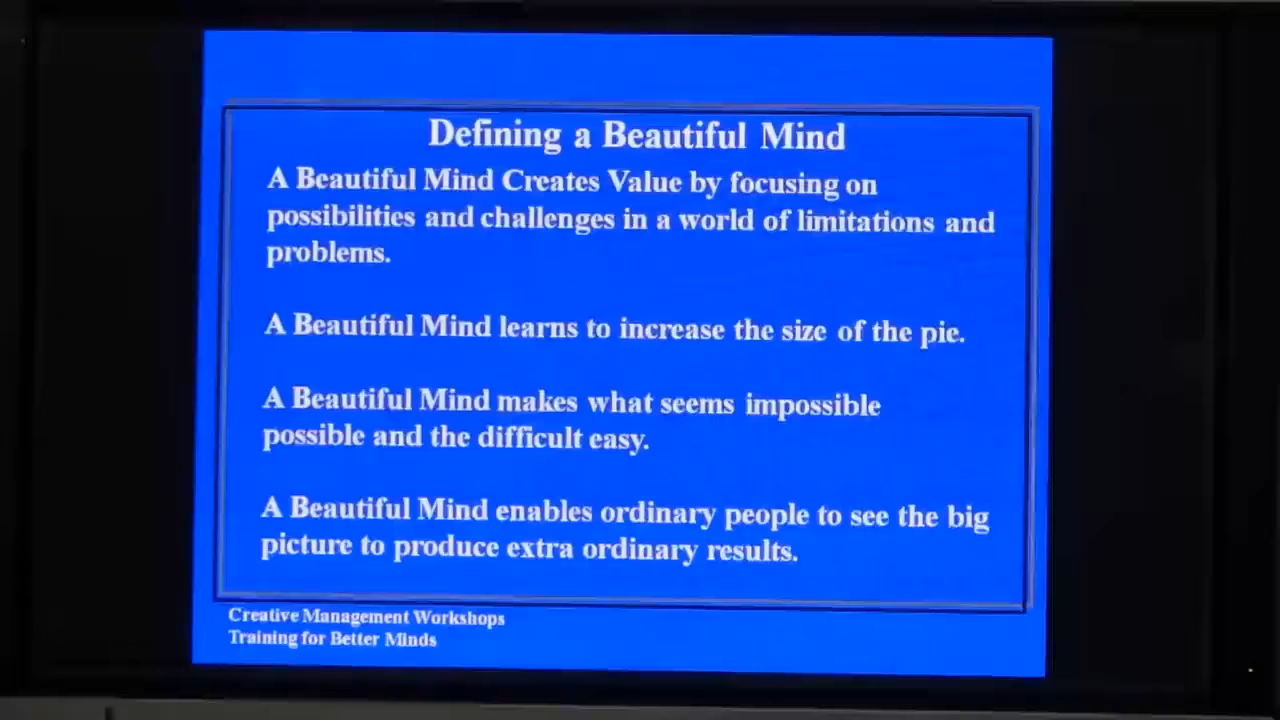 Defining a Beautiful Mind
A Beautiful Mind Creates Value by focusing on
possibilities and challenges in a world of limitations and
problems.
A Beautiful Mind learns to increase the size of the pie.
A Beautiful Mind makes what seems impossible
possible and the difficult easy.
A Beautiful Mind enables ordinary people to see the big
picture to produce extra ordinary results.
Creative Management Workshops
Training for Better Minds